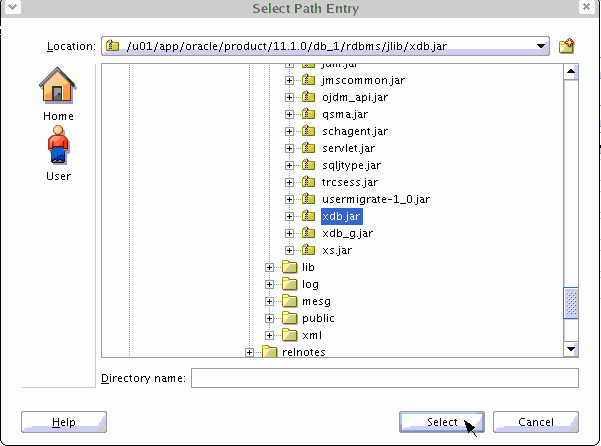 Select Path Entry
Location: /u01/app/oracle/product/11.1.0/db_1/rdbms/jlib/xdb.jar
Home
User
jdm.jar
jmscommon.jar
ojdm_api.jar
qsma.jar
schagent.jar
servlet.jar
sqljtype.jar
trcsess.jar
usermigrate-1_0.jar
xdb.jar
xdb_g.jar
xs.jar
lib
log
mesg
public
xml
relnotes
Directory name:
Help
Select
Cancel